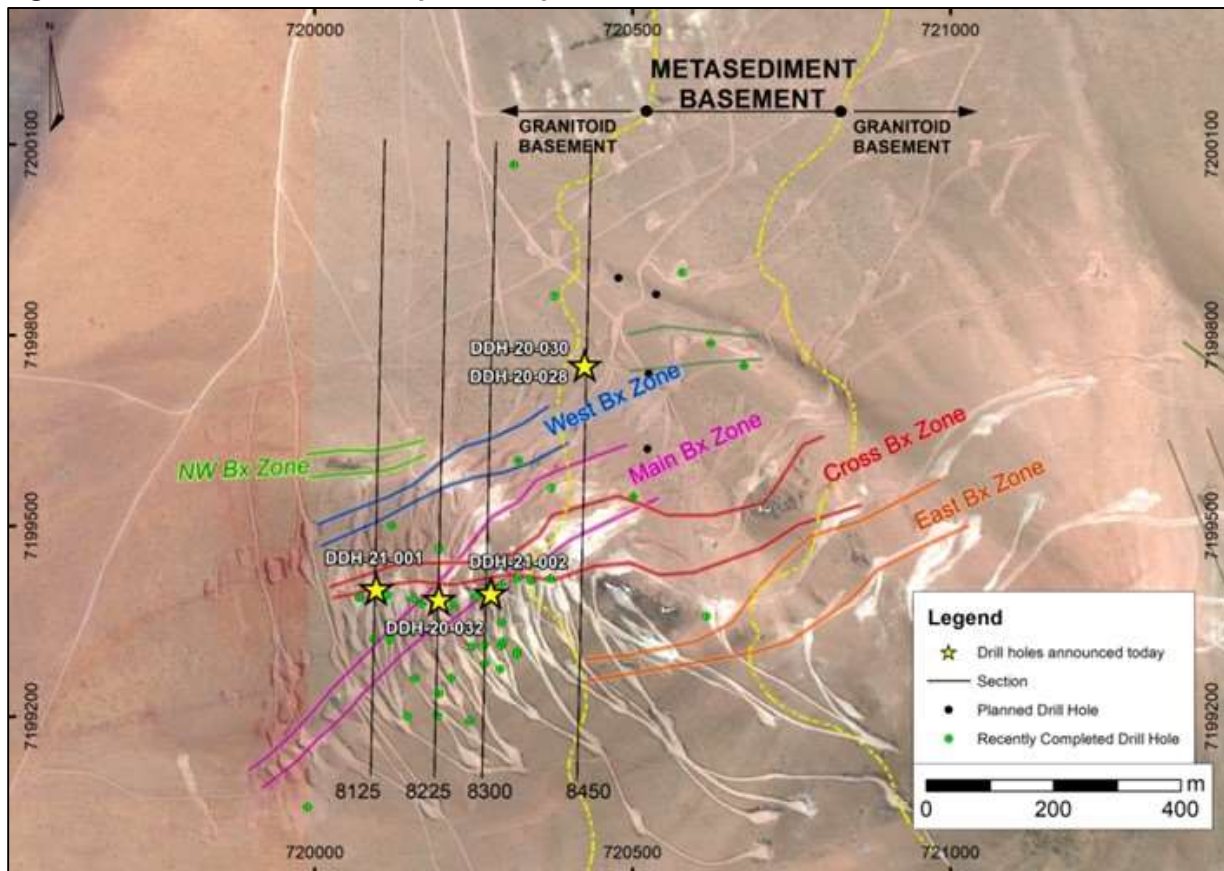 720000
720500
721000
N
METASEDIMENT
BASEMENT
GRANITOID
BASEMENT
GRANITOID
BASEMENT
7200100
7200100
7199800
7199800
DDH-20-030
DDH-20-028
West Bx Zone
NW Bx Zone
Main Bx Zone
Cross Bx Zone
East Bx Zone
7199500
7199500
DDH-21-001
DDH-21-002
DDH-20-032
7199200
7199200
8125
8225
8300
8450
Legend
Drill holes announced today
Section
Planned Drill Hole
Recently Completed Drill Hole
m
0
200
400
720000
720500
721000